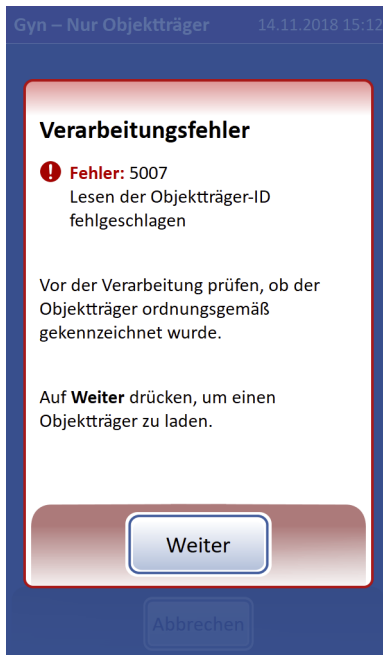 Gyn – Nur Objektträger 14.11.2018 15:12
Verarbeitungsfehler
Fehler: 5007
Lesen der Objektträger-ID
fehlgeschlagen
Vor der Verarbeitung prüfen, ob der
Objektträger ordnungsgemäß
gekennzeichnet wurde.
Auf Weiter drücken, um einen
Objektträger zu laden.
Weiter
Abbrechen